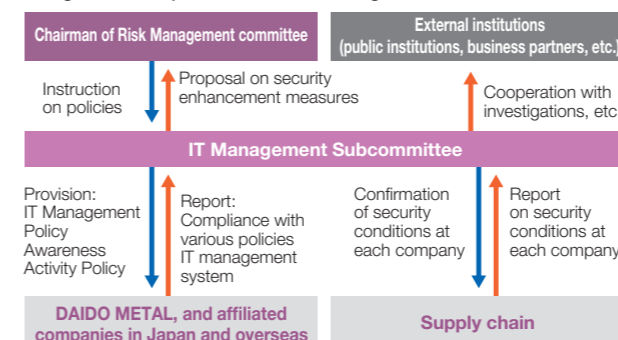 Chairman of Risk Management committee
External institutions
(public institutions, business partners, etc.)
Instruction
on policies
Proposal on security
enhancement measures
Cooperation with
investigations, etc
IT Management Subcommittee
Provision:
IT Management
Policy
Awareness
Activity Policy
Report:
Compliance with
various policies
IT management
system
Confirmation
of security
conditions at
each company
Report
on security
conditions at
each company
DAIDO METAL, and affiliated
companies in Japan and overseas
Supply chain